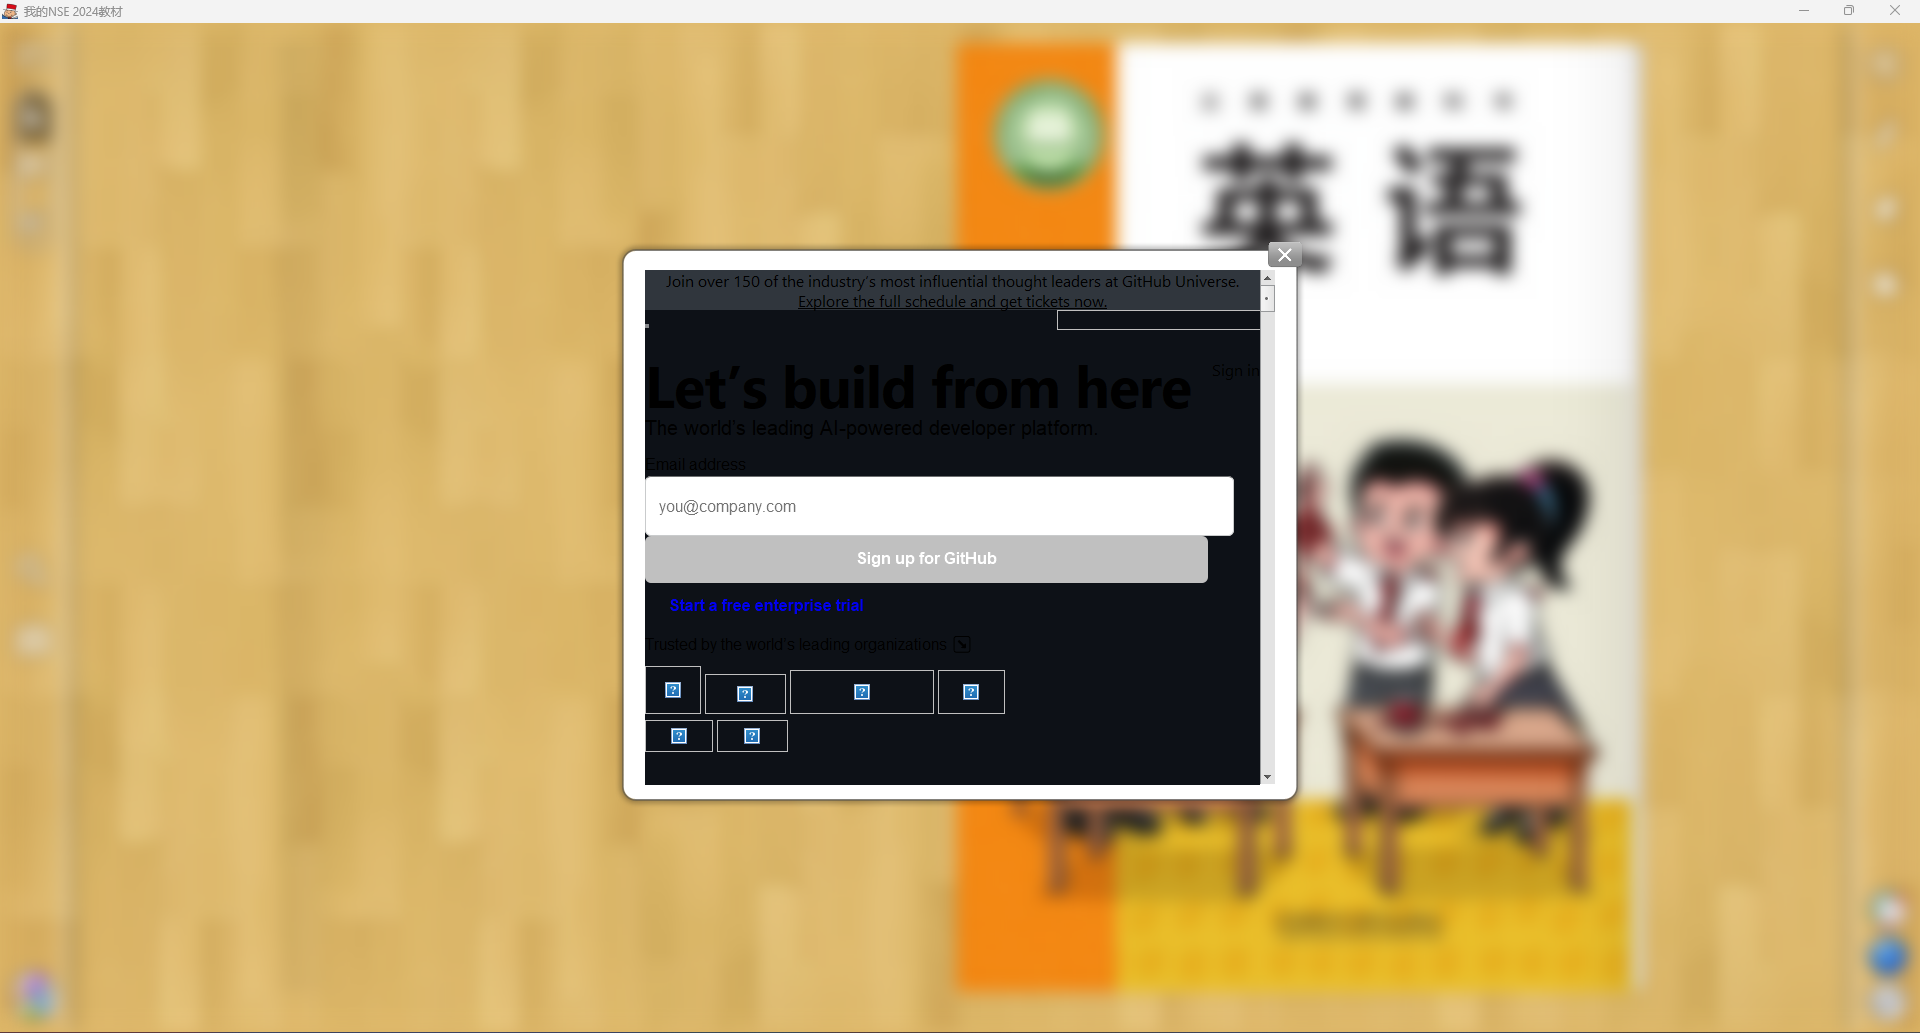 我的NSE 2024教材
英语
Join over 150 of the industry's most influential thought leaders at GitHub Universe.
Explore the full schedule and get tickets now.
Sign in
Let’s build from here
The world's leading AI-powered developer platform.
Email address
you@company.com
Sign up for GitHub
Start a free enterprise trial
Trusted by the world's leading organizations